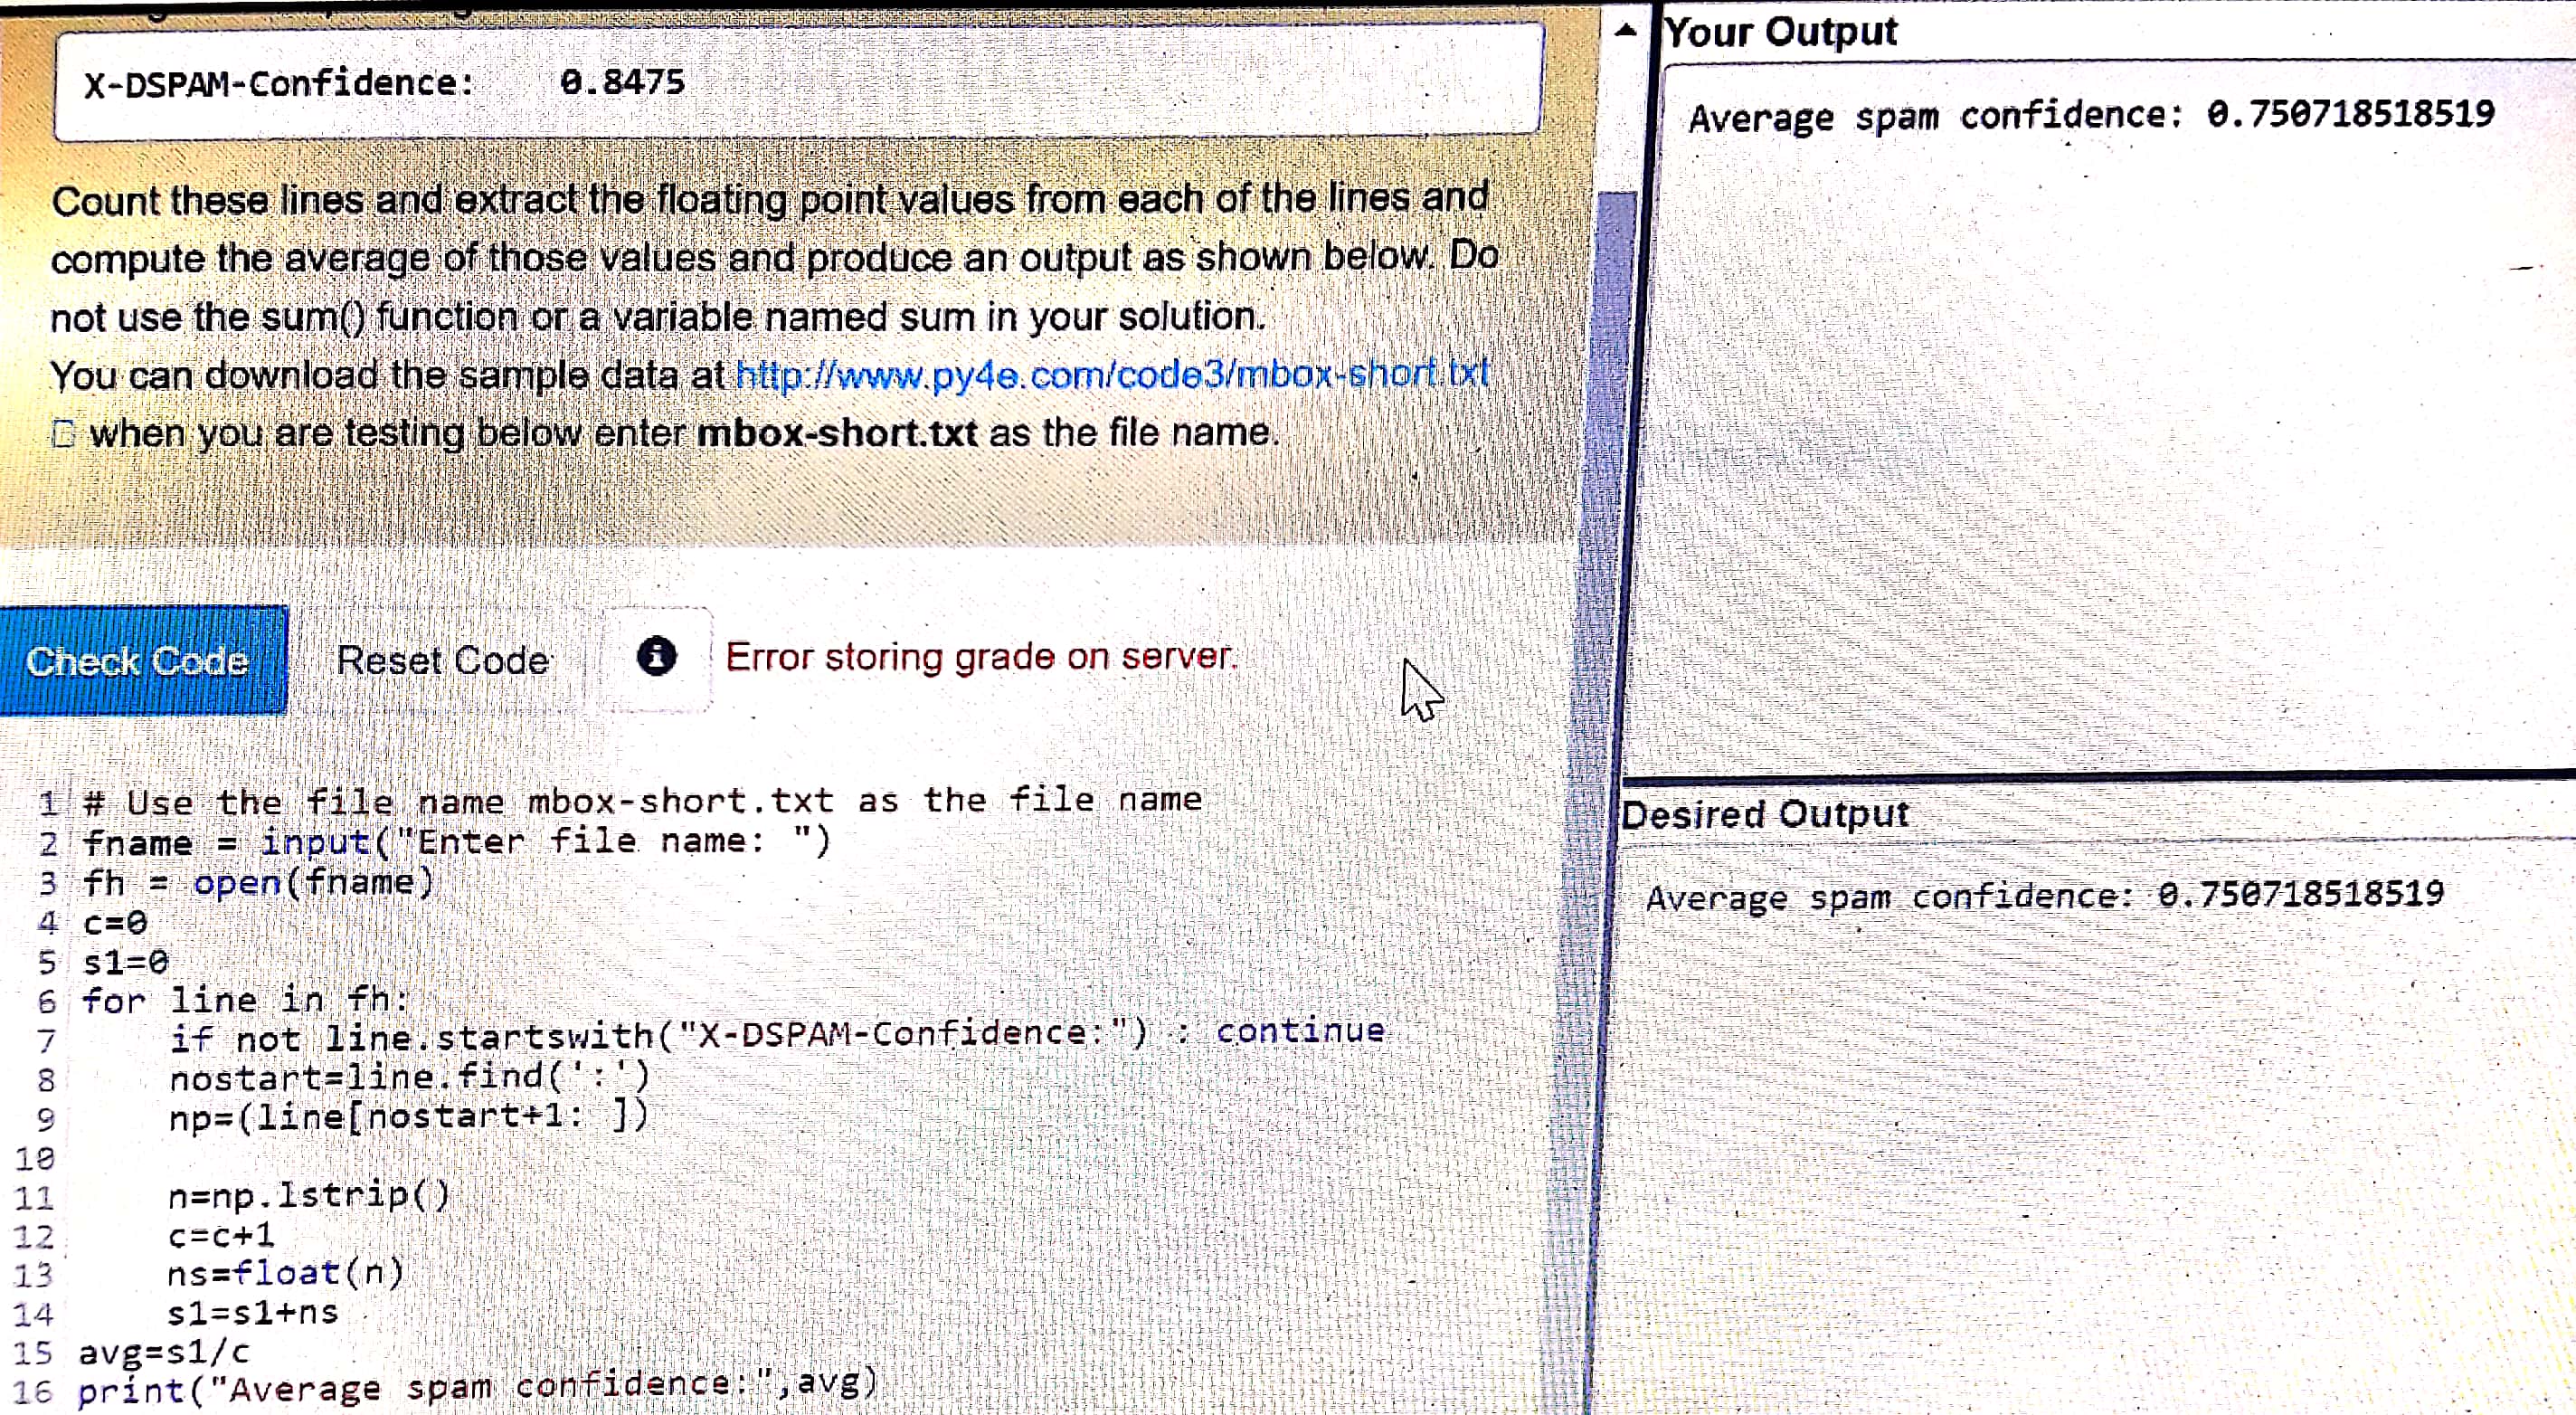 X-DSPAM-Confidence:    0.8475
Count these lines and extract the floating point values from each of the lines and
compute the average of those values and produce an output as shown below. Do
not use the sum() function or a variable named sum in your solution.
You can download the sample data at http://www.py4e.com/code3/mbox-short.txt
when you are testing below enter mbox-short.txt as the file name.
Check Code
Reset Code
Error storing grade on server.
1 # Use the file name mbox-short.txt as the file name
2 fname = input("Enter file name: ")
3 fh = open(fname)
4 c=0
5 s1=0
6 for line in fh:
7     if not line.startswith("X-DSPAM-Confidence:") : continue
8     nostart=line.find(':')
9     np=(line[nostart+1: ])
10
11     n=np.lstrip()
12     c=c+1
13     ns=float(n)
14     s1=s1+ns
15 avg=s1/c
16 print("Average spam confidence:",avg)
Your Output
Average spam confidence: 0.750718518519
Desired Output
Average spam confidence: 0.750718518519